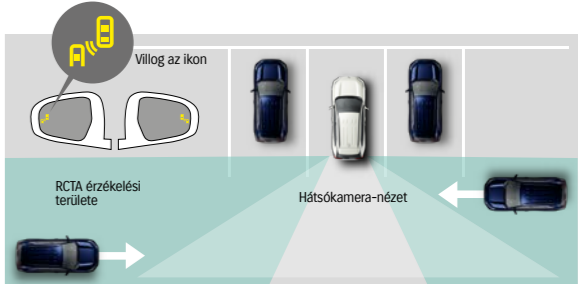 Villog az ikon
RCTA érzékelési
területe
Hátsókamera-nézet